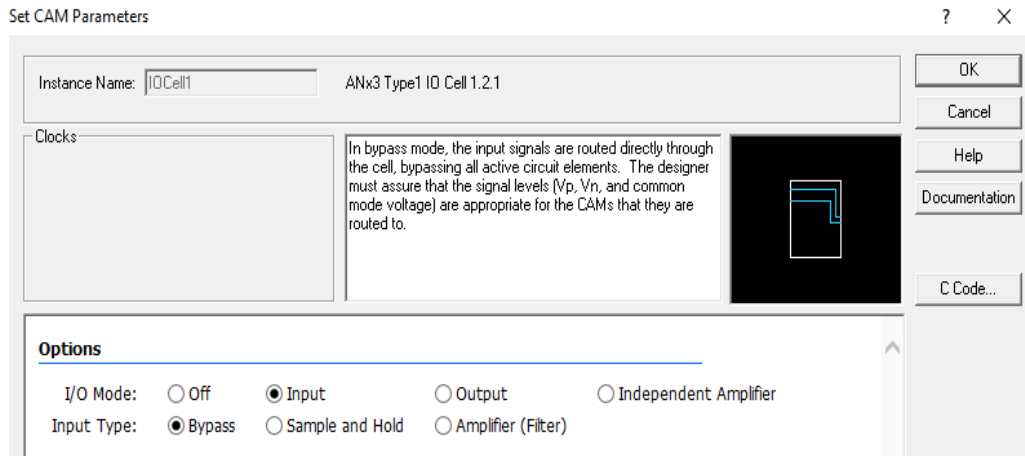 Set CAM Parameters
?
Instance Name: IOCell1
ANx3 Type1 IO Cell 1.2.1
OK
Cancel
Help
Documentation
C Code...
Clocks
In bypass mode, the input signals are routed directly through
the cell, bypassing all active circuit elements. The designer
must assure that the signal levels (Vp, Vn, and common
mode voltage) are appropriate for the CAMs that they are
routed to.
Options
I/O Mode: Off Input Output Independent Amplifier
Input Type: Bypass Sample and Hold Amplifier (Filter)